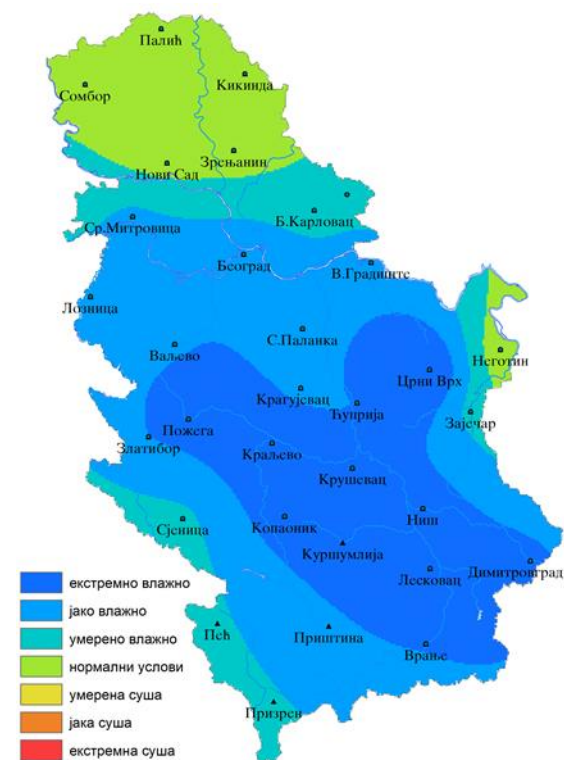 Палић
Кикинда
Сомбор
Зрењанин
Нови Сад
Б.Карловац
Ср.Митровица
Београд
В.Градиште
Лозница
С.Паланка
Ваљево
Неготин
Црни Врх
Крагујевац
Ћуприја
Зајечар
Пожега
Златибор
Краљево
Крушевац
Сјеница
Копаоник
Ниш
Куршумлија
Лесковац
Димитровград
Пећ
Приштина
Врање
Призрен
екстремно влажно
јако влажно
умерено влажно
нормални услови
умерена суша
јака суша
екстремна суша